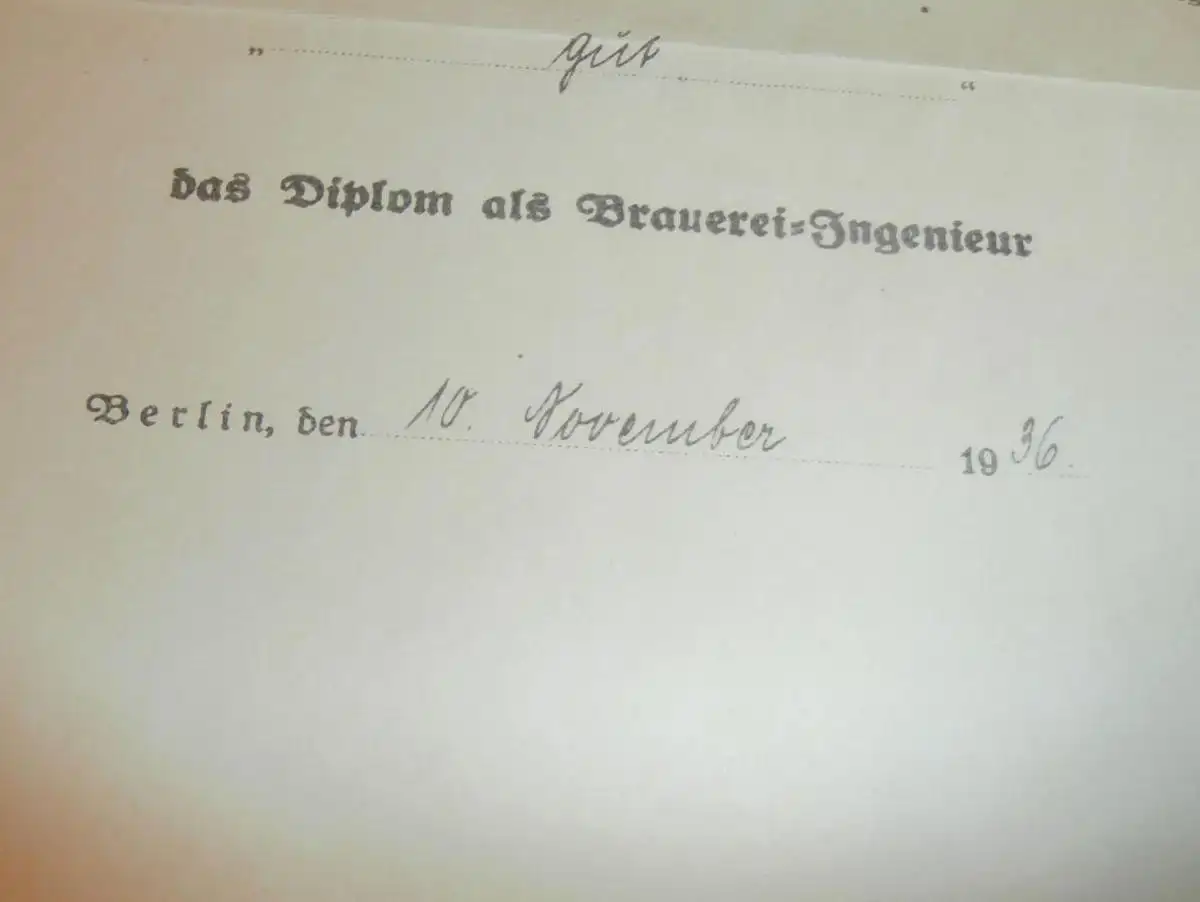 „ gut “
das Diplom als Brauerei-Ingenieur
Berlin, den 10. November 1936.